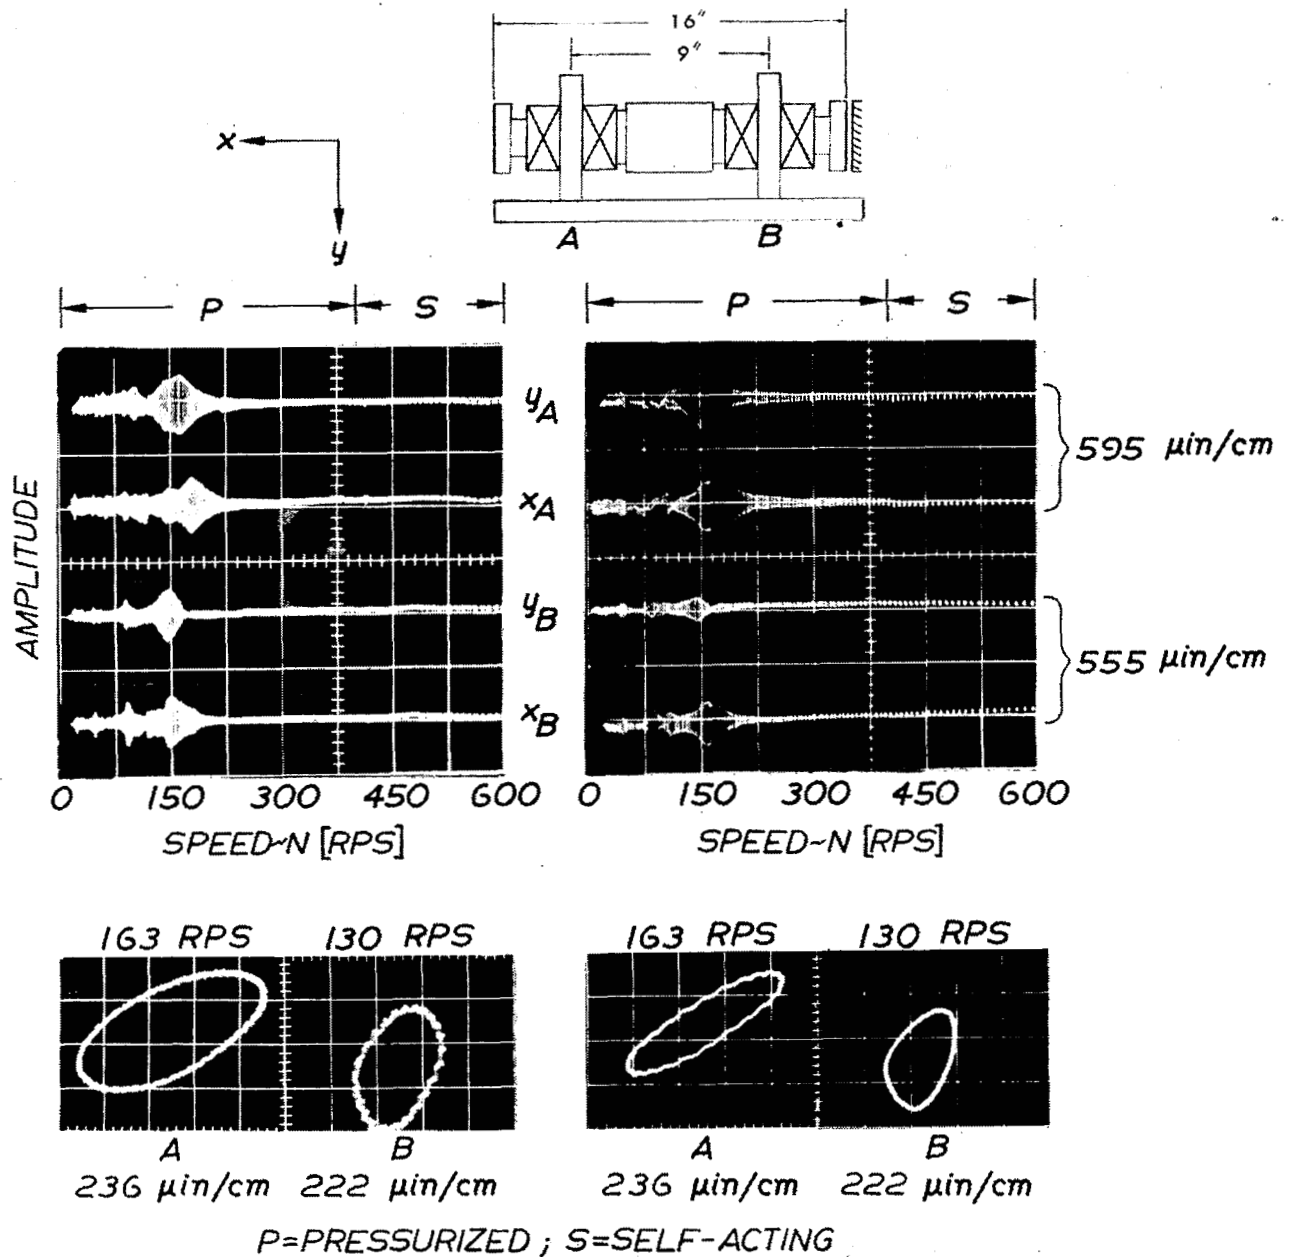 16"
9"
x
y
A B
P S P S
AMPLITUDE
yA
xA
yB
xB
595 μin/cm
555 μin/cm
0 150 300 450 600 0 150 300 450 600
SPEED~N [RPS] SPEED~N [RPS]
163 RPS 130 RPS 163 RPS 130 RPS
A B A B
236 μin/cm 222 μin/cm 236 μin/cm 222 μin/cm
P=PRESSURIZED ; S=SELF-ACTING